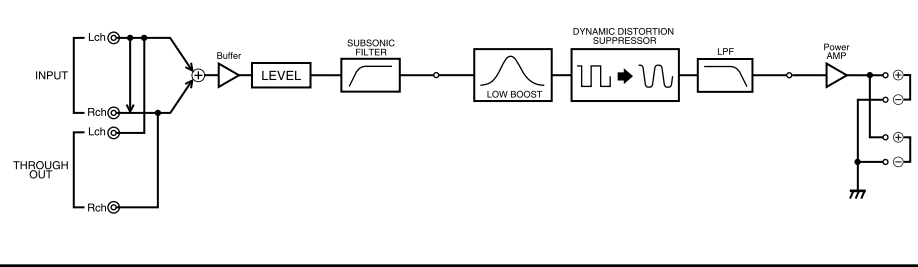 INPUT
Lch
Rch
Lch
THROUGH
OUT
Rch
+
Buffer
LEVEL
SUBSONIC
FILTER
LOW BOOST
DYNAMIC DISTORTION
SUPPRESSOR
LPF
Power
AMP
+
−
+
−